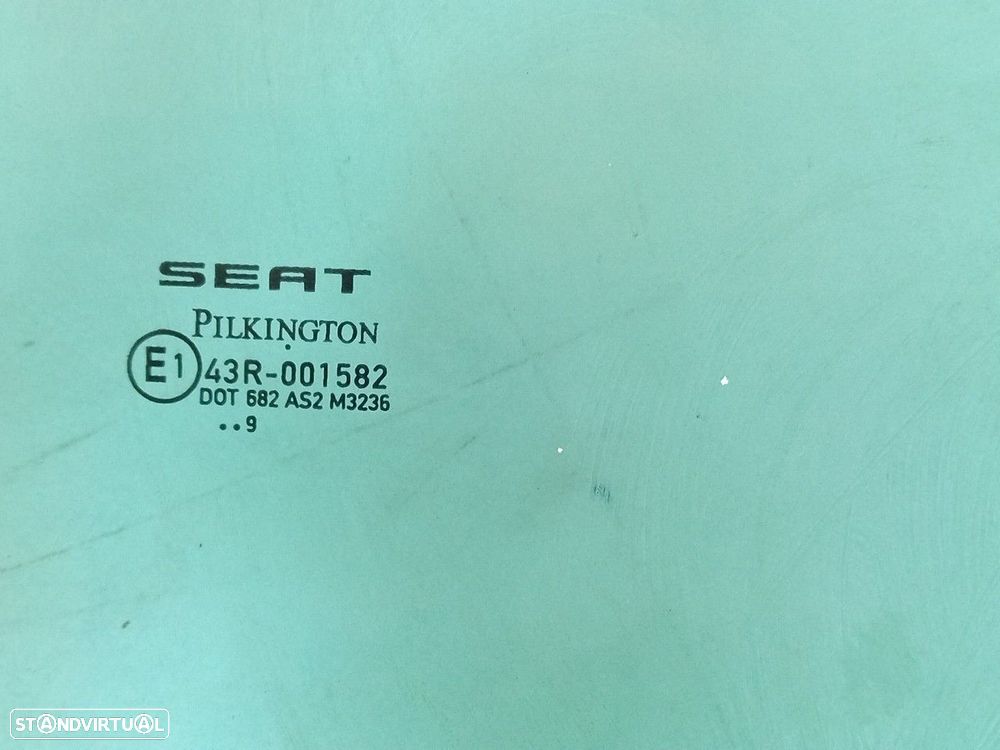 SEAT
PILKINGTON
E1 43R-001582
DOT 682 AS2 M3236
..9
STANDVIRTUAL